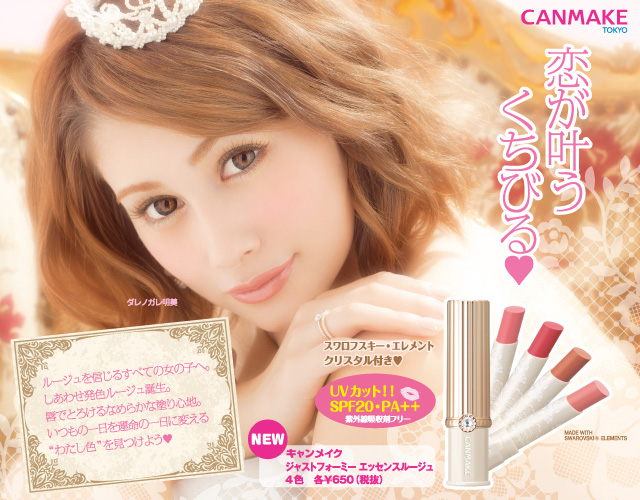 CANMAKE
TOKYO
恋が叶う
くちびる♥
ダレノガレ明美
ルージュを信じるすべての女の子へ。
しあわせ発色ルージュ誕生。
唇でとろけるなめらかな塗り心地。
いつもの一日を運命の一日に変える
“わたし色”を見つけよう♥
スワロフスキー・エレメント
クリスタル付き♥
UVカット!!
SPF20・PA++
紫外線吸収剤フリー
NEW
キャンメイク
ジャストフォーミー エッセンスルージュ
4色 各¥650(税抜)
CANMAKE
MADE WITH
SWAROVSKI® ELEMENTS